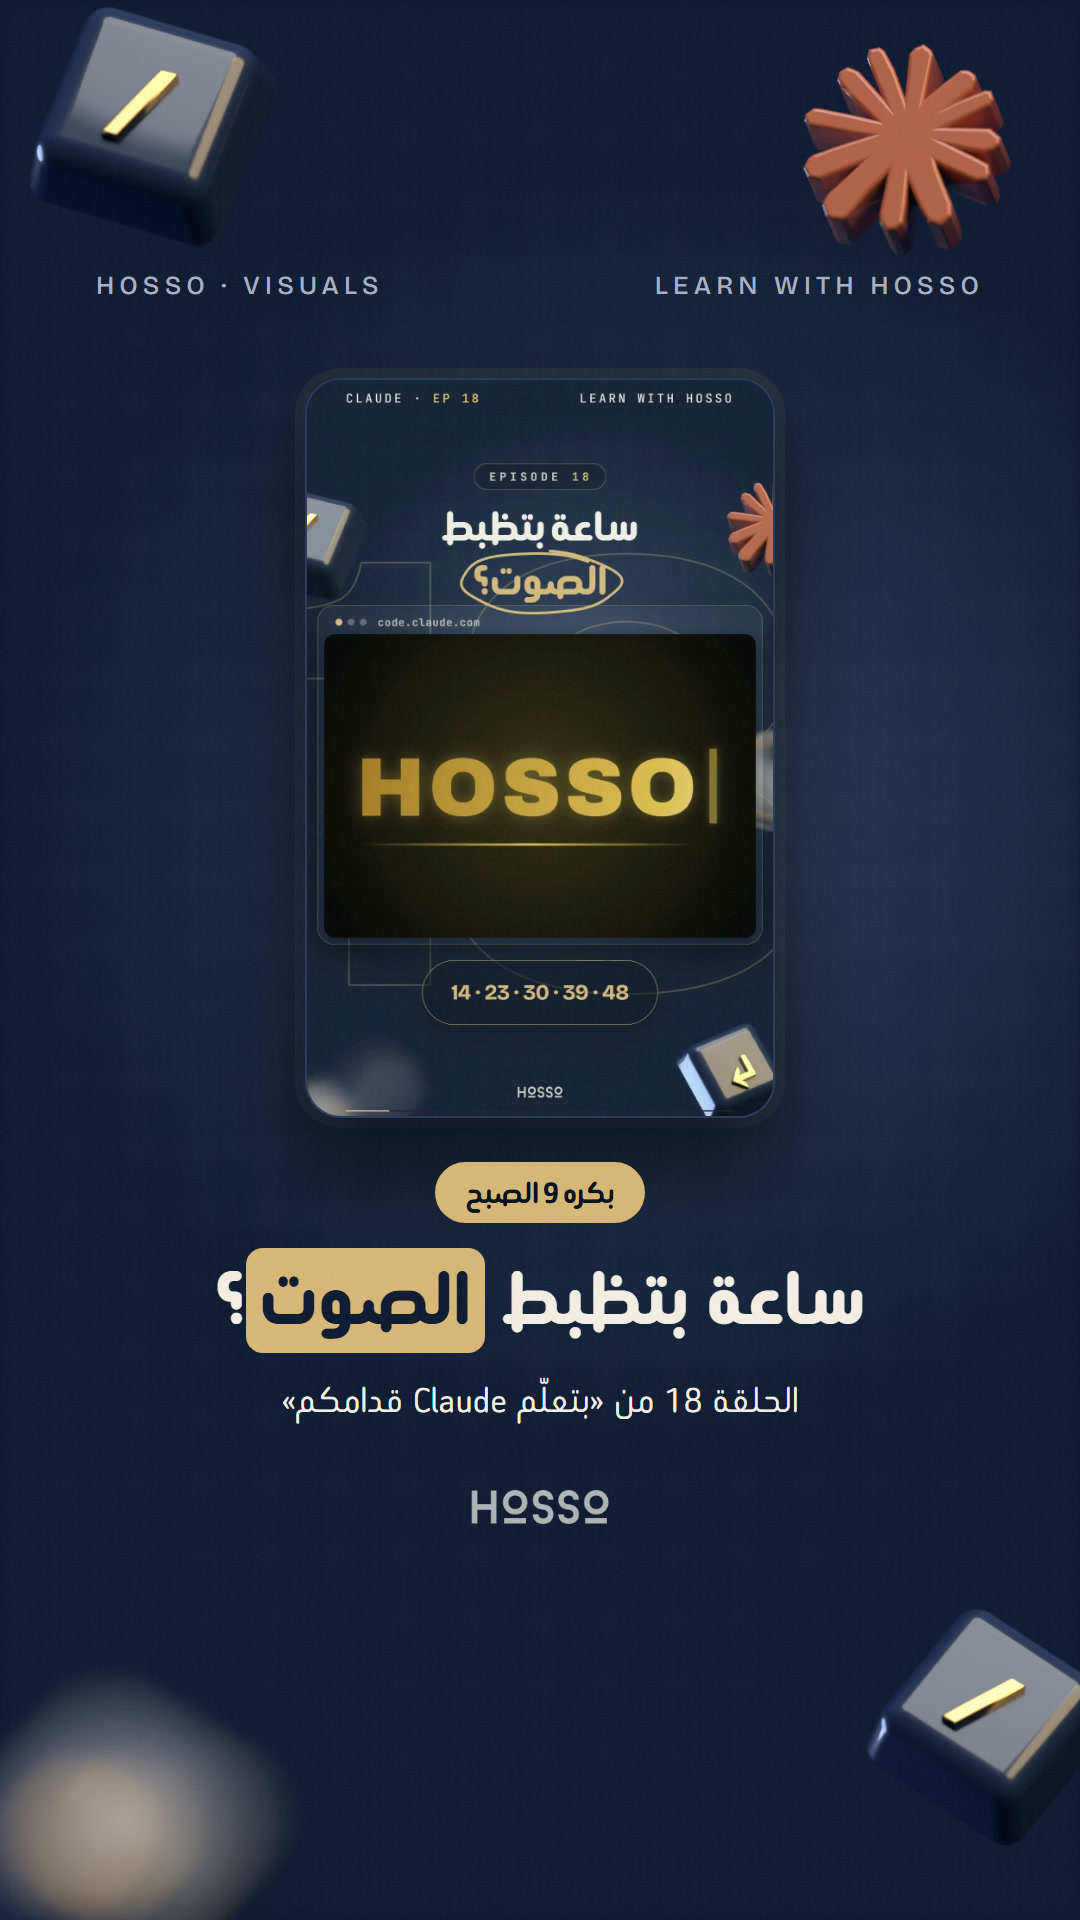 HOSSO · VISUALS
LEARN WITH HOSSO
CLAUDE · EP 18
LEARN WITH HOSSO
EPISODE 18
ساعة بتظبط
الصوت؟
code.claude.com
HOSSO
14·23·30·39·48
HOSSO
بكره 9 الصبح
ساعة بتظبط الصوت؟
الحلقة 18 من «بتعلّم Claude قدامكم»
HOSSO